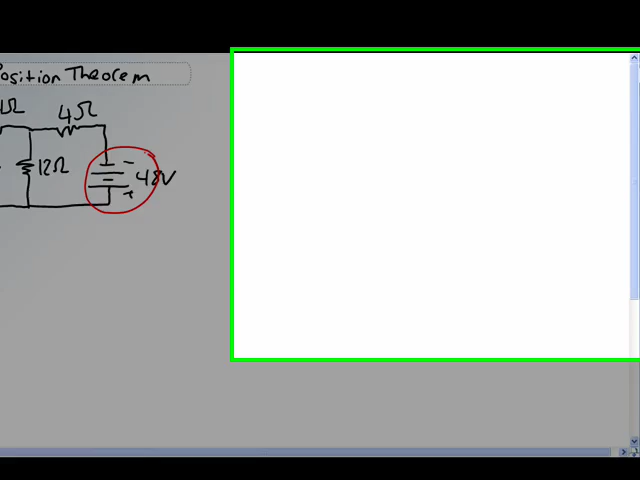 osition Theorem
Ω 4Ω
12Ω
- 48V
+